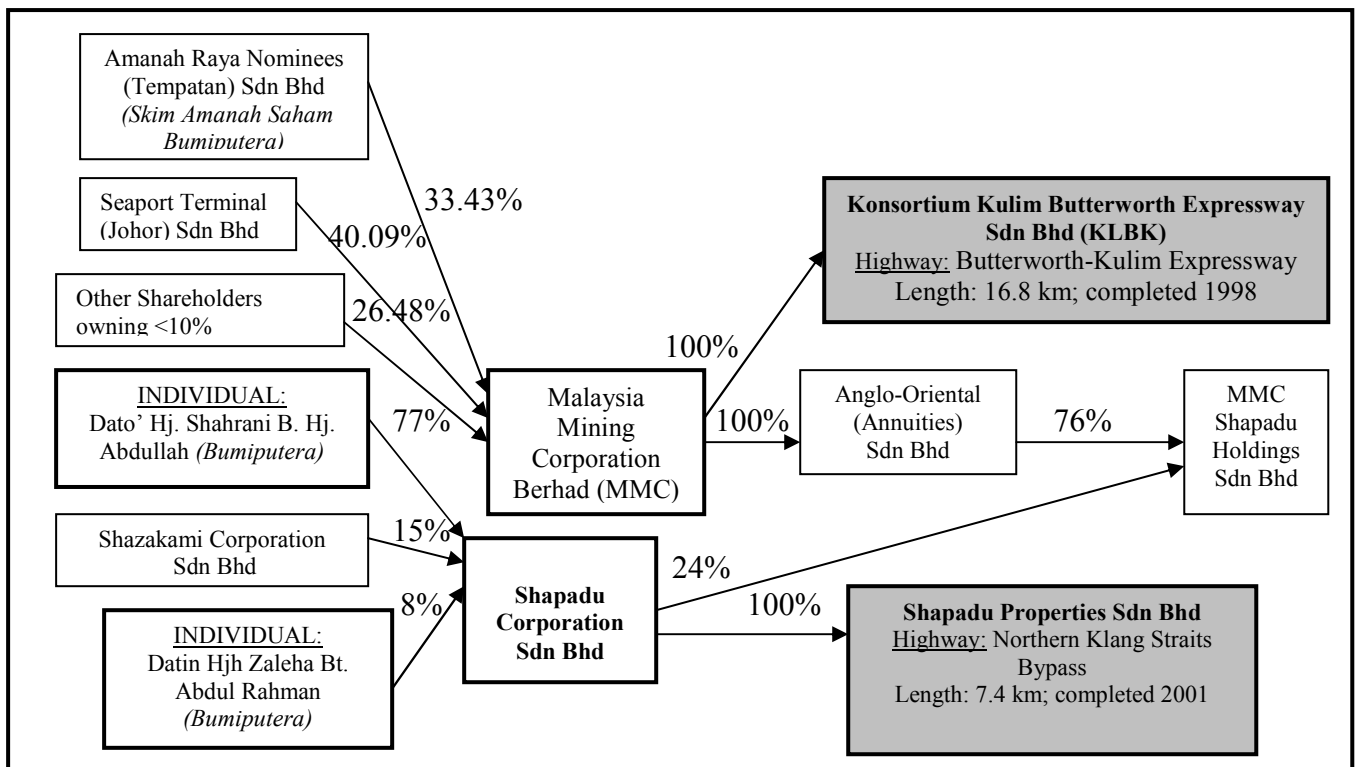 Amanah Raya Nominees
(Tempatan) Sdn Bhd
(Skim Amanah Saham
Bumiputera)
33.43%
Seaport Terminal
(Johor) Sdn Bhd
40.09%
Other Shareholders
owning <10%
26.48%
INDIVIDUAL:
Dato’ Hj. Shahrani B. Hj.
Abdullah (Bumiputera)
77%
Shazakami Corporation
Sdn Bhd
15%
INDIVIDUAL:
Datin Hjh Zaleha Bt.
Abdul Rahman
(Bumiputera)
8%
Malaysia
Mining
Corporation
Berhad (MMC)
100%
Konsortium Kulim Butterworth Expressway
Sdn Bhd (KLBK)
Highway: Butterworth-Kulim Expressway
Length: 16.8 km; completed 1998
100%
Anglo-Oriental
(Annuities)
Sdn Bhd
76%
MMC
Shapadu
Holdings
Sdn Bhd
Shapadu
Corporation
Sdn Bhd
24%
100%
Shapadu Properties Sdn Bhd
Highway: Northern Klang Straits
Bypass
Length: 7.4 km; completed 2001